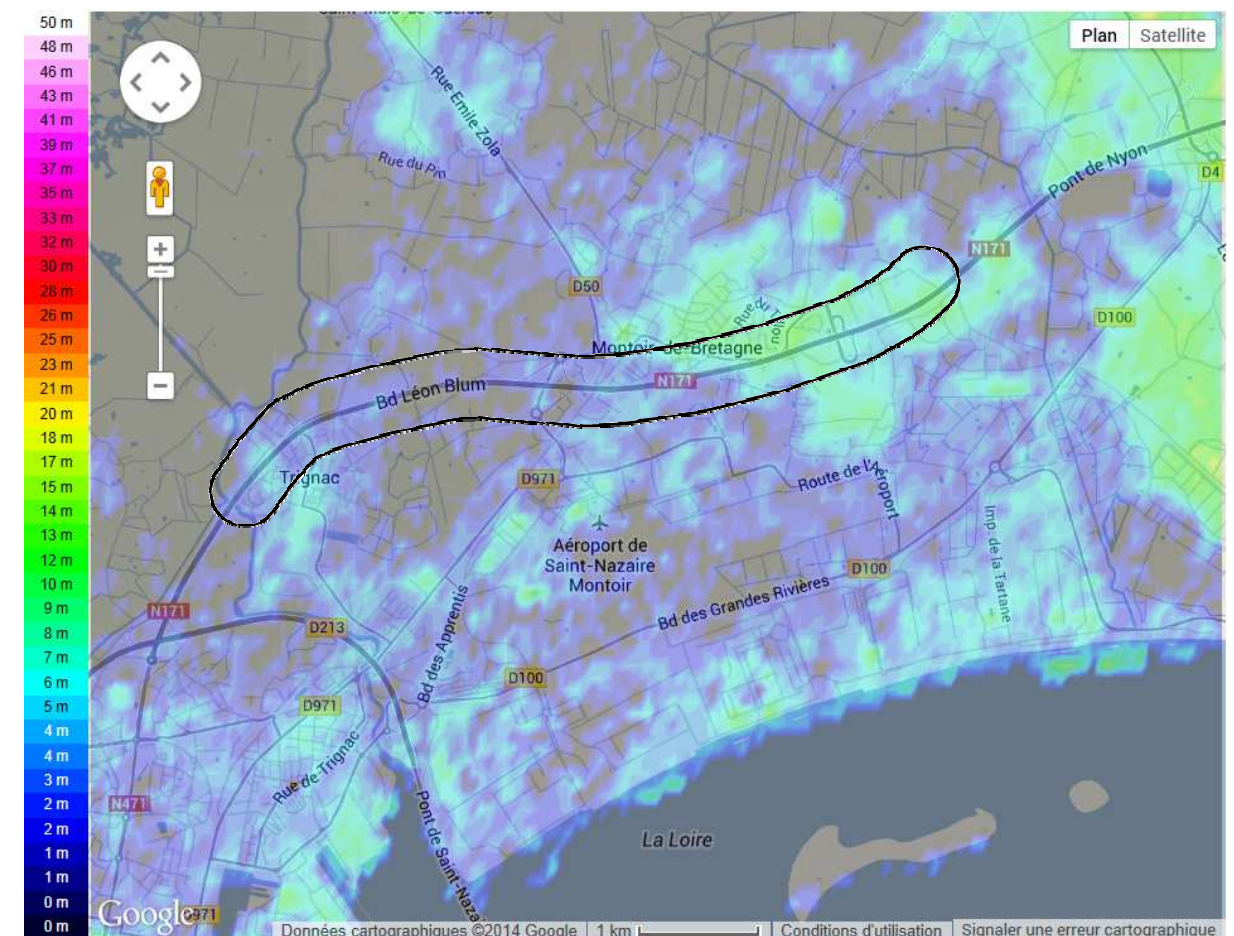 50 m
48 m
46 m
43 m
41 m
39 m
37 m
35 m
33 m
32 m
30 m
28 m
26 m
25 m
23 m
21 m
20 m
18 m
17 m
15 m
14 m
13 m
12 m
10 m
9 m
8 m
7 m
6 m
5 m
4 m
4 m
3 m
2 m
2 m
1 m
1 m
0 m
0 m
Plan
Satellite
Rue Emile Zola
Rue du
Pont de Nyon
D4
N171
D50
Rue du
D100
Montoir-de-Bretagne
N171
Bd Léon Blum
Trignac
D971
Route de l'Aéroport
Aéroport de
Saint-Nazaire
Montoir
Imp. de la Tartane
D100
Bd des Grandes Rivières
N171
D213
Bd des Apprentis
D100
D971
Rue de Trignac
N471
Pont de Saint-Nazai
La Loire
Google
D971
Données cartographiques ©2014 Google
1 km
Conditions d'utilisation
Signaler une erreur cartographique